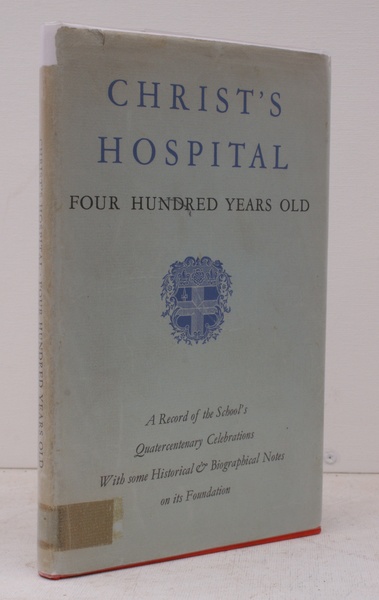 CHRIST'S
HOSPITAL
FOUR HUNDRED YEARS OLD
A Record of the School's
Quatercentenary Celebrations
With some Historical & Biographical Notes
on its Foundation
CHRIST'S HOSPITAL FOUR HUNDRED YEARS OLD